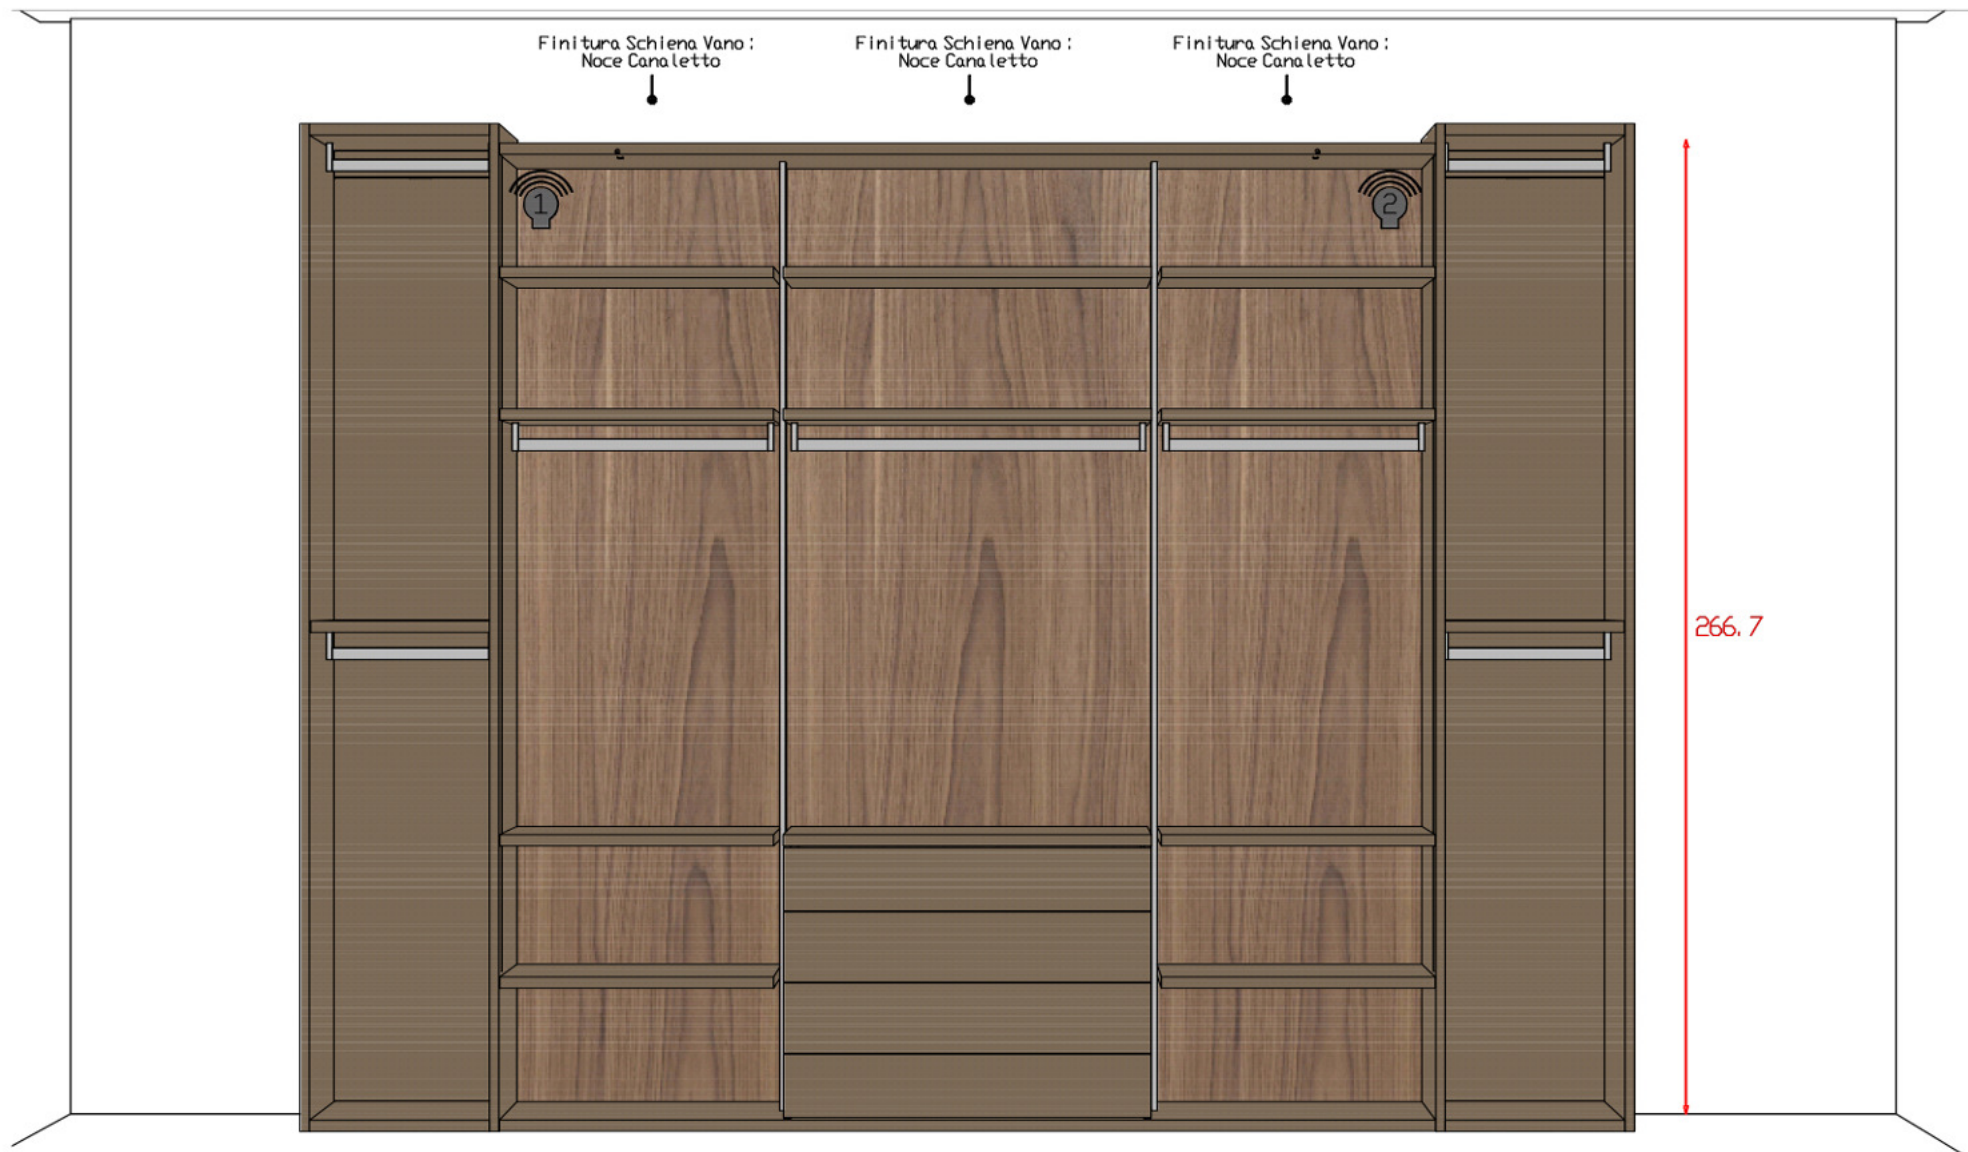 Finitura Schiena Vano :
Noce Canaletto
Finitura Schiena Vano :
Noce Canaletto
Finitura Schiena Vano :
Noce Canaletto
1
2
266.7